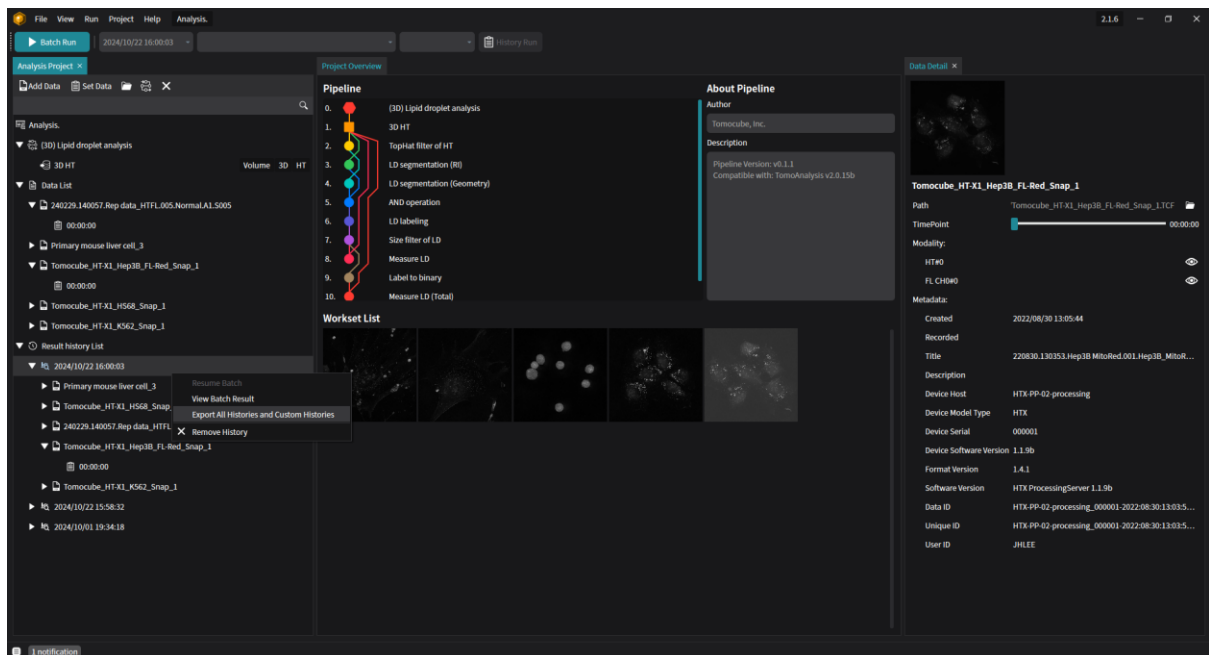 File View Run Project Help Analysis. 2.1.6
Batch Run 2024/10/22 16:00:03 History Run
Analysis Project
Add Data Set Data
Analysis.
(3D) Lipid droplet analysis
3D HT Volume 3D HT
Data List
240229.140057.Rep data_HTFL.005.Normal.A1.S005
00:00:00
Primary mouse liver cell_3
Tomocube_HT-X1_Hep3B_FL-Red_Snap_1
00:00:00
Tomocube_HT-X1_HS68_Snap_1
Tomocube_HT-X1_K562_Snap_1
Result history List
2024/10/22 16:00:03
Primary mouse liver cell_3
Tomocube_HT-X1_HS68_Snap
240229.140057.Rep data_HTFL
Tomocube_HT-X1_Hep3B_FL-Red_Snap_1
00:00:00
Tomocube_HT-X1_K562_Snap_1
2024/10/22 15:58:32
2024/10/01 19:34:18
Resume Batch
View Batch Result
Export All Histories and Custom Histories
Remove History
Project Overview
Pipeline
0. (3D) Lipid droplet analysis
1. 3D HT
2. TopHat filter of HT
3. LD segmentation (RI)
4. LD segmentation (Geometry)
5. AND operation
6. LD labeling
7. Size filter of LD
8. Measure LD
9. Label to binary
10. Measure LD (Total)
About Pipeline
Author
Tomocube, Inc.
Description
Pipeline Version: v0.1.1
Compatible with: TomoAnalysis v2.0.15b
Workset List
Data Detail
Tomocube_HT-X1_Hep3B_FL-Red_Snap_1
Path Tomocube_HT-X1_Hep3B_FL-Red_Snap_1.TCF
TimePoint 00:00:00
Modality:
HT#0
FL CH0#0
Metadata:
Created 2022/08/30 13:05:44
Recorded
Title 220830.130353.Hep3B MitoRed.001.Hep3B_MitoR...
Description
Device Host HTX-PP-02-processing
Device Model Type HTX
Device Serial 000001
Device Software Version 1.1.9b
Format Version 1.4.1
Software Version HTX ProcessingServer 1.1.9b
Data ID HTX-PP-02-processing_000001-2022:08:30:13:03:5...
Unique ID HTX-PP-02-processing_000001-2022:08:30:13:03:5...
User ID JHLEE
1 notification